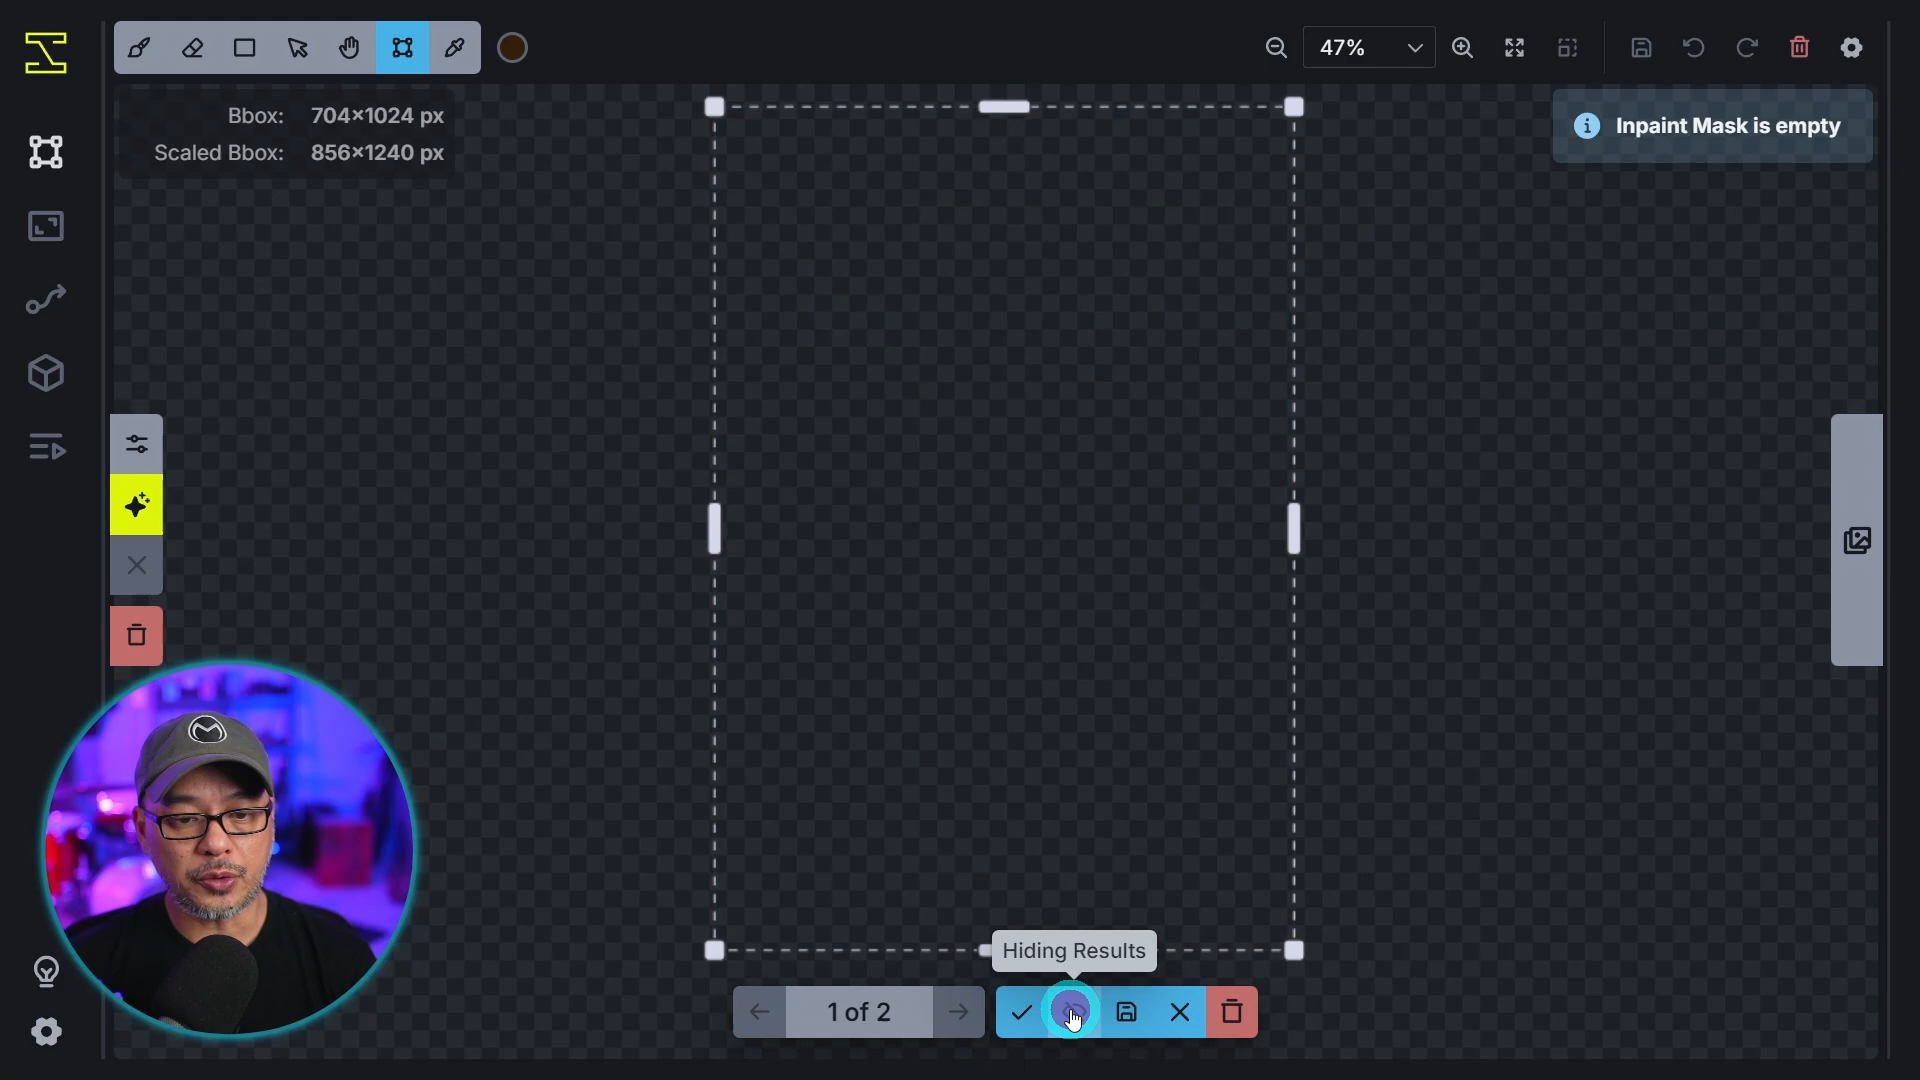 47%
Bbox: 704×1024 px
Scaled Bbox: 856×1240 px
Inpaint Mask is empty
Hiding Results
1 of 2